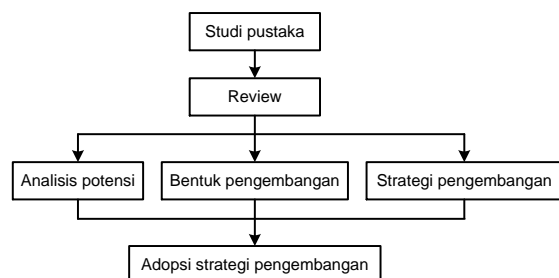 Studi pustaka
Review
Analisis potensi
Bentuk pengembangan
Strategi pengembangan
Adopsi strategi pengembangan